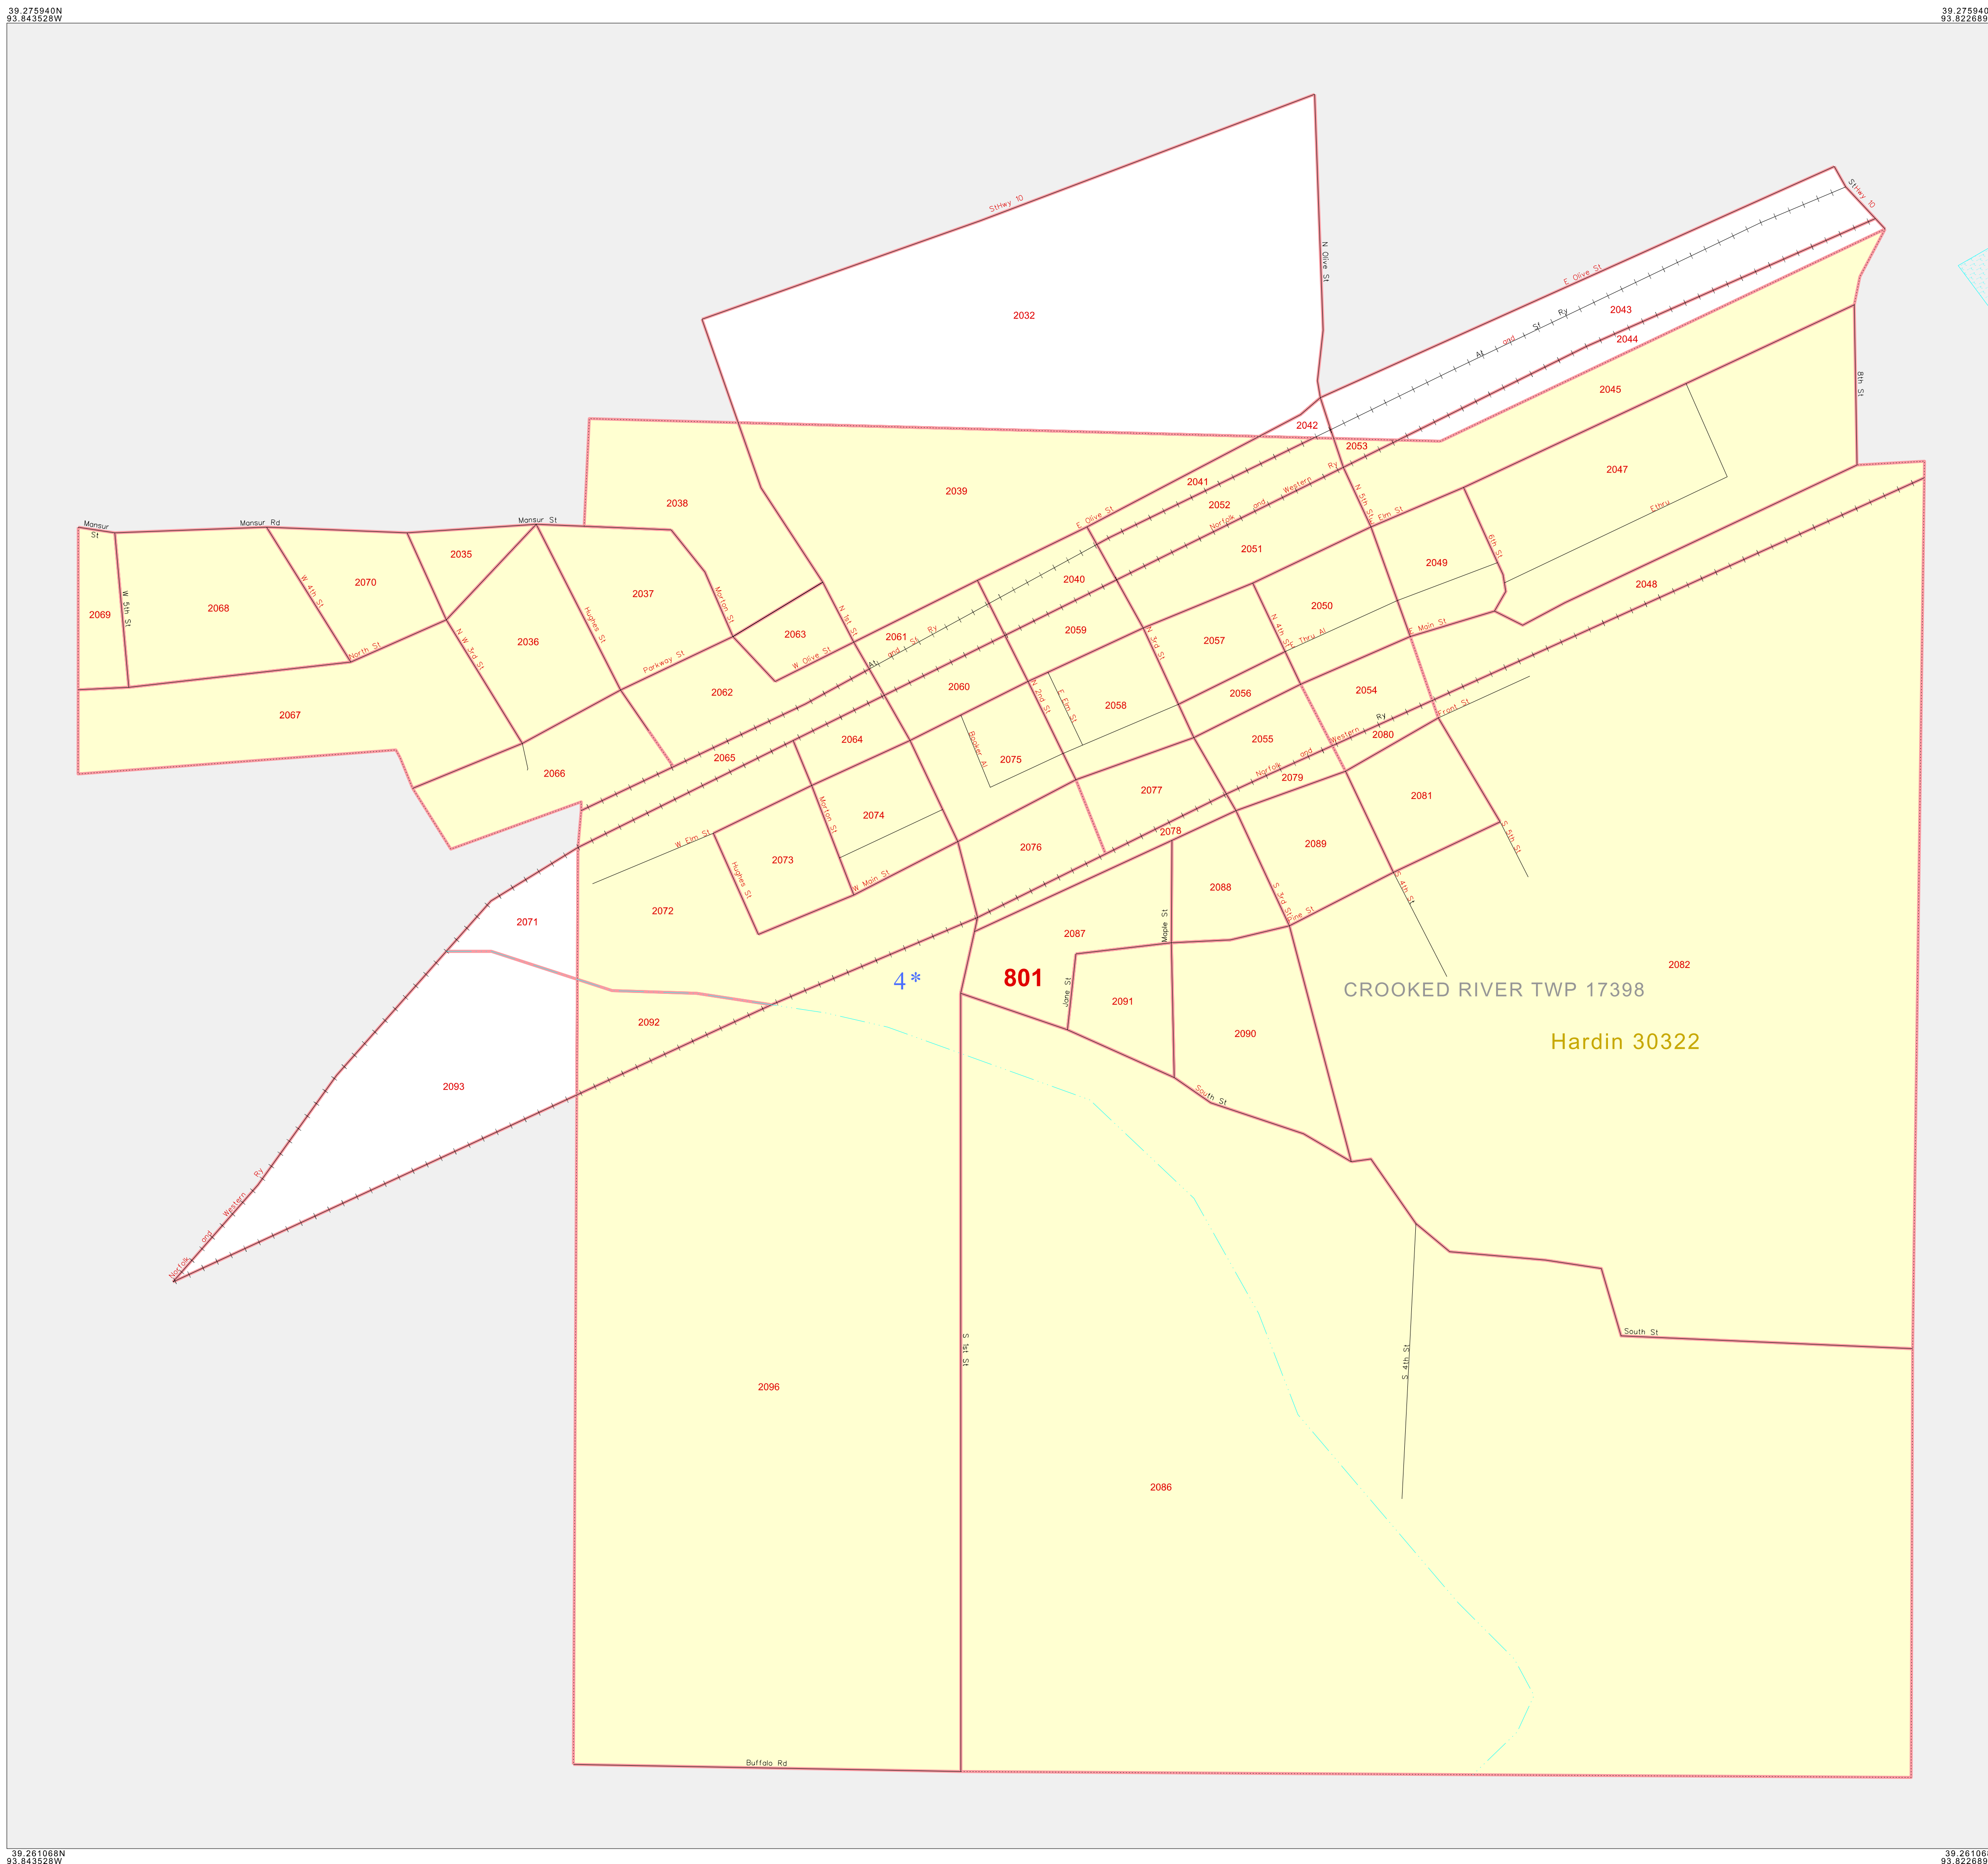 39.275940N
93.843528W
39.275940
93.822689
StHwy 10
StHwy 10
N Olive St
E Olive St
2032
2043
At and Sf Ry
2044
2045
8th St
2042
2053
2041
2039
2038
2047
Ethru
2052
Norfolk and Western Ry
N 5th St
E Elm St
E Olive St
Mansur St
Mansur Rd
Mansur St
2035
2051
6th St
2049
2048
2070
W 4th St
2037
2040
2069
W 5th St
2068
Hughes St
Morton St
2050
2036
N W 3rd St
North St
2063
N 1st St
2061
At and Sf Ry
2059
N 3rd St
2057
N 4th St
E Thru Al
E Main St
W Olive St
Parkway St
2062
2060
N 2nd St
E Elm St
2058
2056
2054
2067
Front St
2064
2055
Norfolk and Western Ry
2080
2065
Booker Al
2075
2066
2079
2077
2081
Morton St
2074
2078
W Elm St
2076
2089
S 5th St
2073
Hughes St
W Main St
2088
S 4th St
2072
2071
Maple St
S 3rd St
Pine St
2087
2082
4*
801
CROOKED RIVER TWP 17398
Jane St
2091
2092
2090
Hardin 30322
2093
South St
Norfolk and Western Ry
South St
S 1st St
S 4th St
2096
2086
Buffalo Rd
39.261068N
93.843528W
39.261068
93.822689